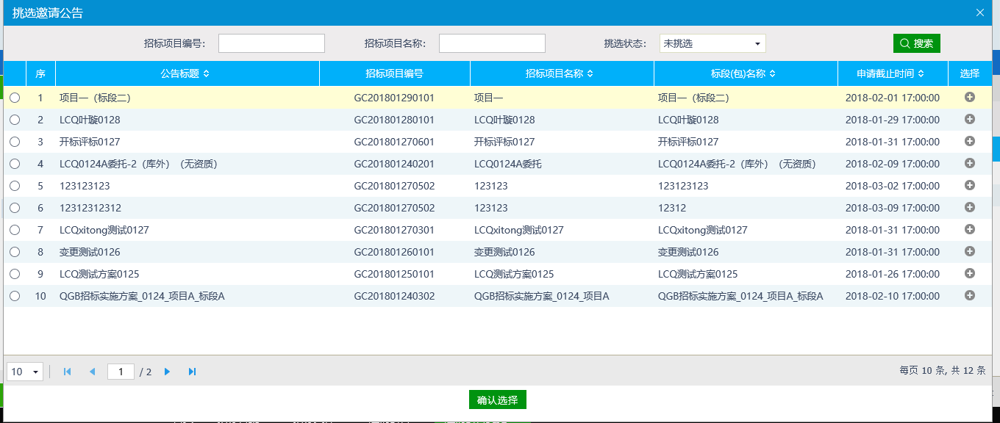 挑选邀请公告
招标项目编号: 招标项目名称: 挑选状态: 未挑选 搜索
序 公告标题 招标项目编号 招标项目名称 标段(包)名称 申请截止时间 选择
1 项目一（标段二） GC201801290101 项目一 项目一（标段二） 2018-02-01 17:00:00
2 LCQ叶璇0128 GC201801280101 LCQ叶璇0128 LCQ叶璇0128 2018-01-29 17:00:00
3 开标评标0127 GC201801270601 开标评标0127 开标评标0127 2018-01-31 17:00:00
4 LCQ0124A委托-2（库外）（无资质） GC201801240201 LCQ0124A委托 LCQ0124A委托-2（库外）（无资质） 2018-02-09 17:00:00
5 123123123 GC201801270502 123123 123123123 2018-03-02 17:00:00
6 12312312312 GC201801270502 123123 12312 2018-03-09 17:00:00
7 LCQxitong测试0127 GC201801270301 LCQxitong测试0127 LCQxitong测试0127 2018-01-31 17:00:00
8 变更测试0126 GC201801260101 变更测试0126 变更测试0126 2018-01-31 17:00:00
9 LCQ测试方案0125 GC201801250101 LCQ测试方案0125 LCQ测试方案0125 2018-01-26 17:00:00
10 QGB招标实施方案_0124_项目A_标段A GC201801240302 QGB招标实施方案_0124_项目A QGB招标实施方案_0124_项目A_标段A 2018-02-10 17:00:00
10 1 / 2 每页 10 条, 共 12 条
确认选择